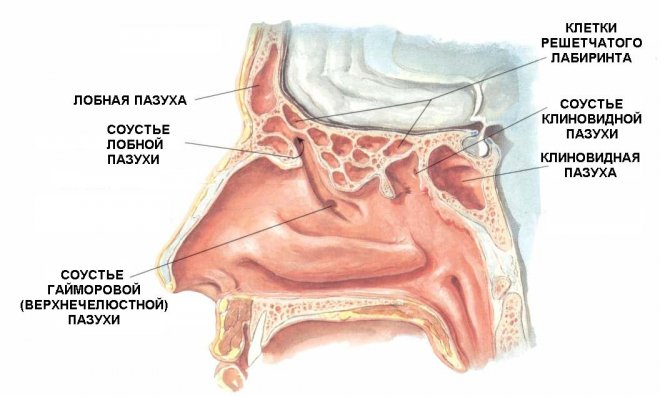 КЛЕТКИ
РЕШЕТЧАТОГО
ЛАБИРИНТА
ЛОБНАЯ ПАЗУХА
СОУСТЬЕ
ЛОБНОЙ
ПАЗУХИ
СОУСТЬЕ
КЛИНОВИДНОЙ
ПАЗУХИ
КЛИНОВИДНАЯ
ПАЗУХА
СОУСТЬЕ
ГАЙМОРОВОЙ
(ВЕРХНЕЧЕЛЮСТНОЙ)
ПАЗУХИ